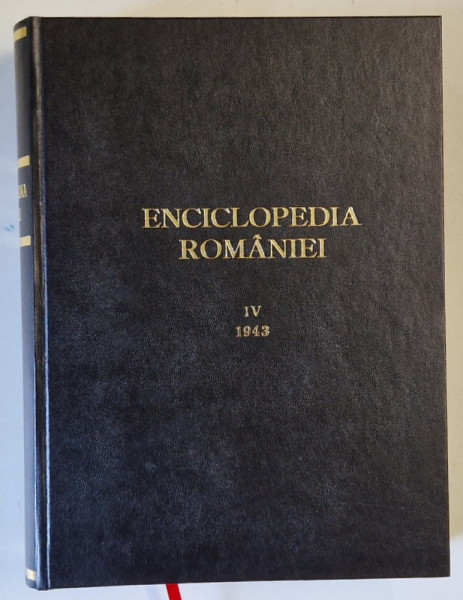 ENCICLOPEDIA
ROMÂNIEI
IV
1943